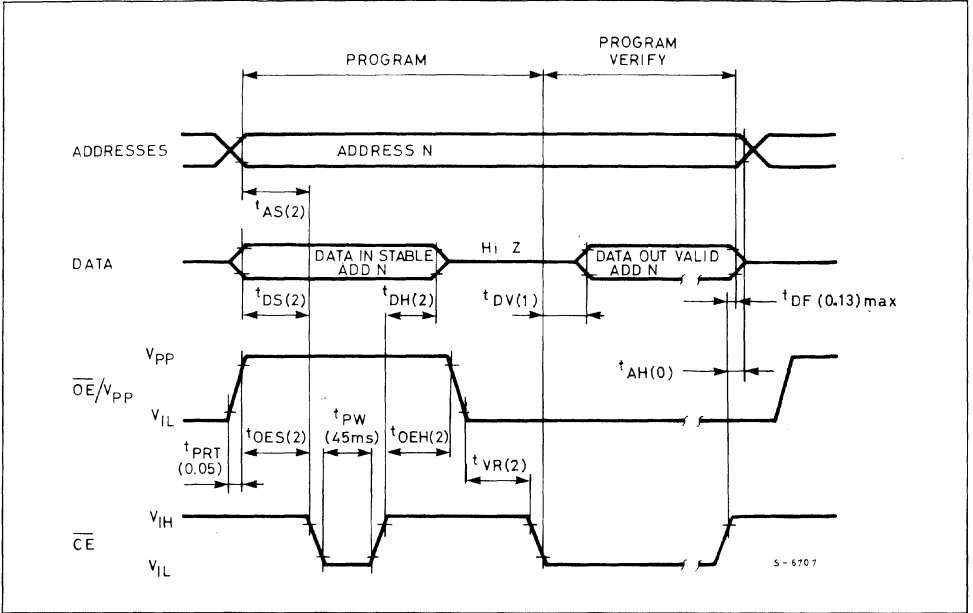 PROGRAM
PROGRAM
VERIFY
ADDRESSES
ADDRESS N
tAS(2)
DATA
DATA IN STABLE
ADD N
Hi Z
DATA OUT VALID
ADD N
tDS(2)
tDH(2)
tDV(1)
tDF (0.13) max
VPP
OE/VPP
VIL
tAH(0)
tPRT
(0.05)
tOES(2)
tPW
(45ms)
tOEH(2)
tVR(2)
VIH
CE
VIL
S-6707